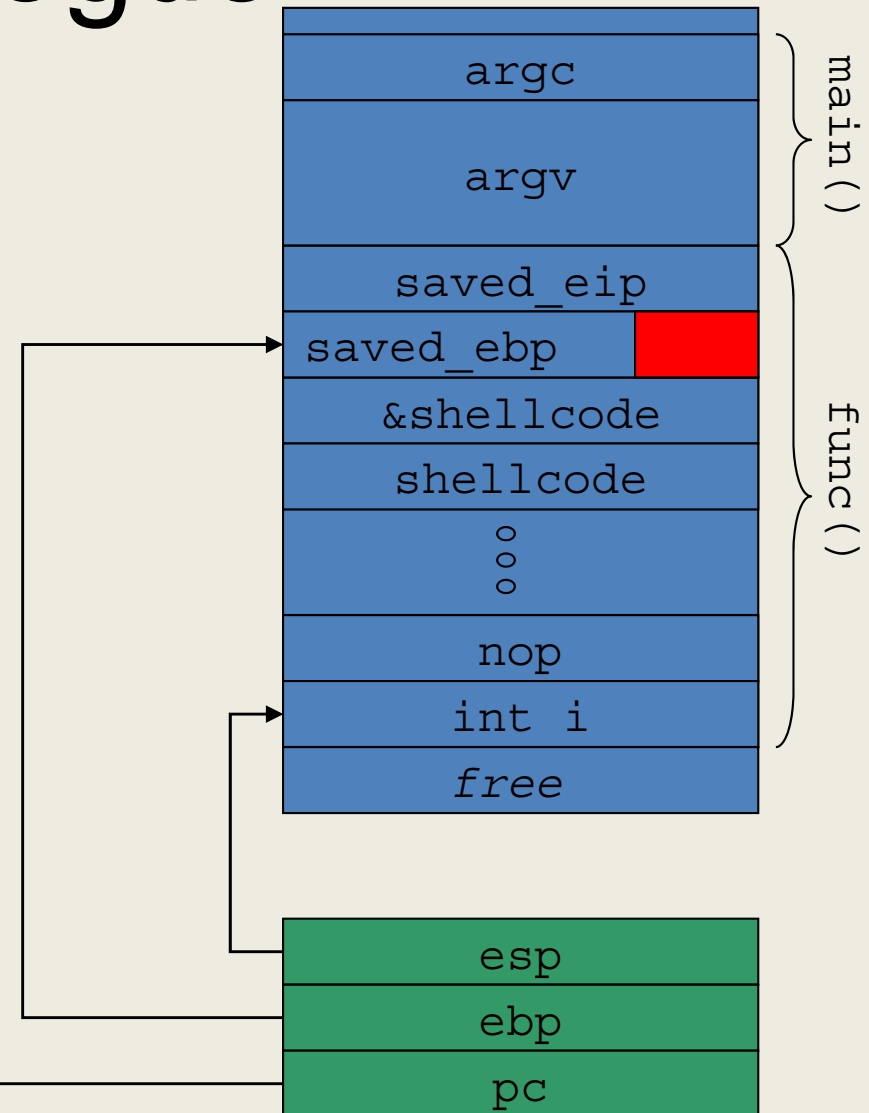 argc
argv
saved_eip
saved_ebp
&shellcode
shellcode
nop
int i
free
main()
func()
esp
ebp
pc